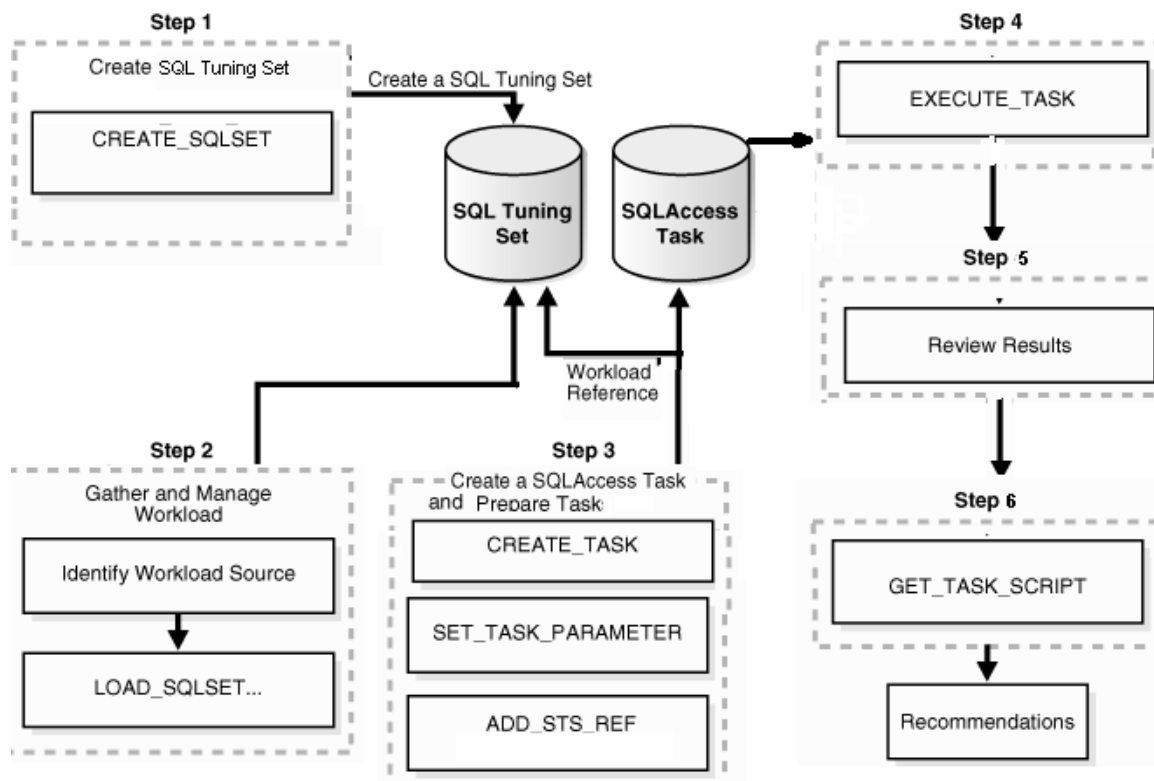 Step 1
Create SQL Tuning Set
CREATE_SQLSET
Create a SQL Tuning Set
SQL Tuning
Set
SQLAccess
Task
Workload
Reference
Step 2
Gather and Manage
Workload
Identify Workload Source
LOAD_SQLSET...
Step 3
Create a SQLAccess Task
and Prepare Task
CREATE_TASK
SET_TASK_PARAMETER
ADD_STS_REF
Step 4
EXECUTE_TASK
Step 5
Review Results
Step 6
GET_TASK_SCRIPT
Recommendations